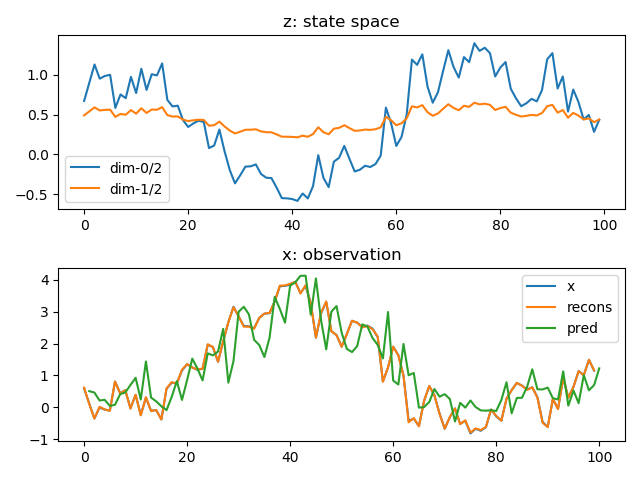 z: state space
1.0
0.5
0.0
−0.5
dim-0/2
dim-1/2
0 20 40 60 80 100
x: observation
4
3
2
1
0
−1
x
recons
pred
0 20 40 60 80 100